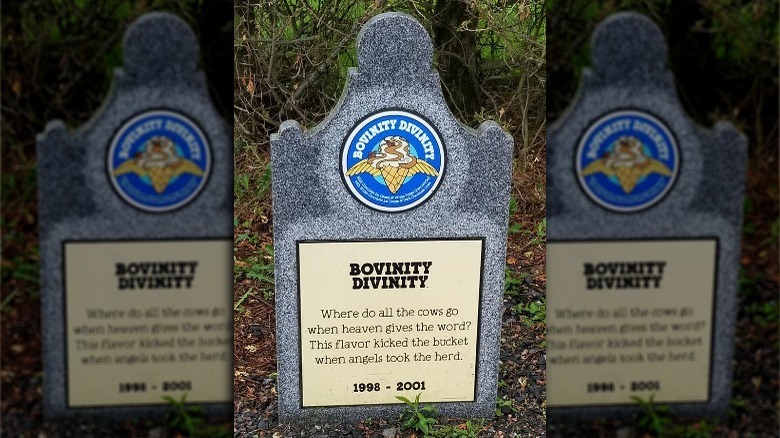 BOVINITY DIVINITY
BOVINITY
DIVINITY
Where do all the cows go
when heaven gives the word?
This flavor kicked the bucket
when angels took the herd.
1998 - 2001